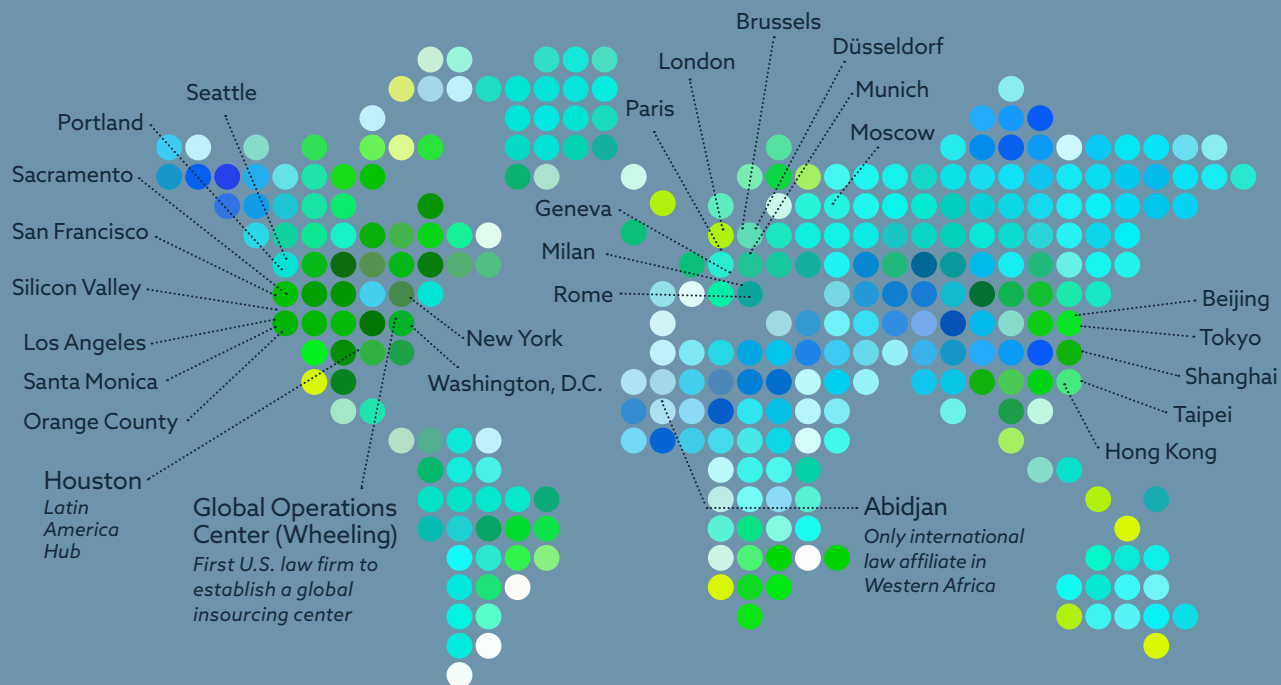 Brussels
Düsseldorf
London
Munich
Paris
Moscow
Seattle
Portland
Sacramento
Geneva
San Francisco
Milan
Silicon Valley
Rome
Beijing
Los Angeles
New York
Tokyo
Santa Monica
Washington, D.C.
Shanghai
Orange County
Taipei
Hong Kong
Houston
Latin
America
Hub
Global Operations
Center (Wheeling)
First U.S. law firm to
establish a global
insourcing center
Abidjan
Only international
law affiliate in
Western Africa